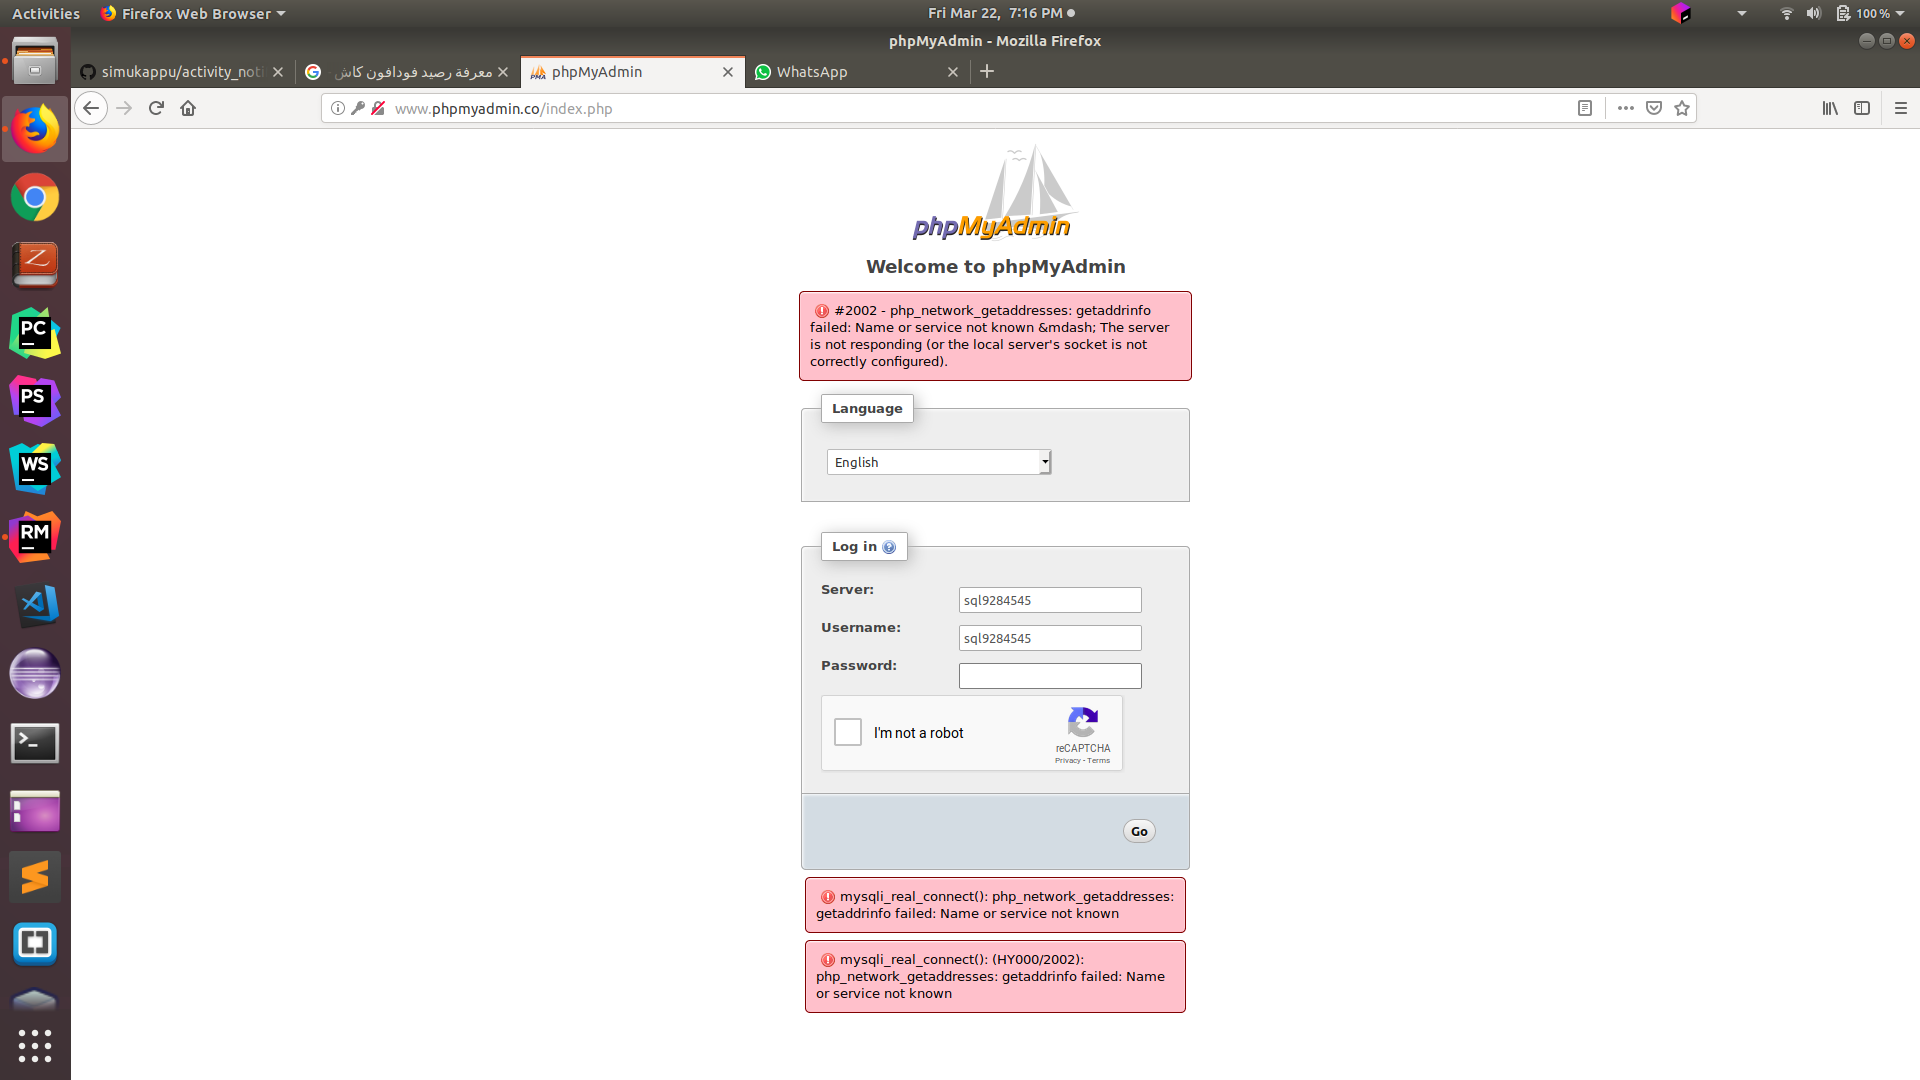 Activities
Firefox Web Browser
Fri Mar 22, 7:16 PM
100 %
phpMyAdmin - Mozilla Firefox
simukappu/activity_noti
معرفة رصيد فودافون كاش
phpMyAdmin
WhatsApp
www.phpmyadmin.co/index.php
phpMyAdmin
Welcome to phpMyAdmin
#2002 - php_network_getaddresses: getaddrinfo
failed: Name or service not known &mdash; The server
is not responding (or the local server's socket is not
correctly configured).
Language
English
Log in
Server:
sql9284545
Username:
sql9284545
Password:
I'm not a robot
reCAPTCHA
Privacy - Terms
Go
mysqli_real_connect(): php_network_getaddresses:
getaddrinfo failed: Name or service not known
mysqli_real_connect(): (HY000/2002):
php_network_getaddresses: getaddrinfo failed: Name
or service not known
PC
PS
WS
RM